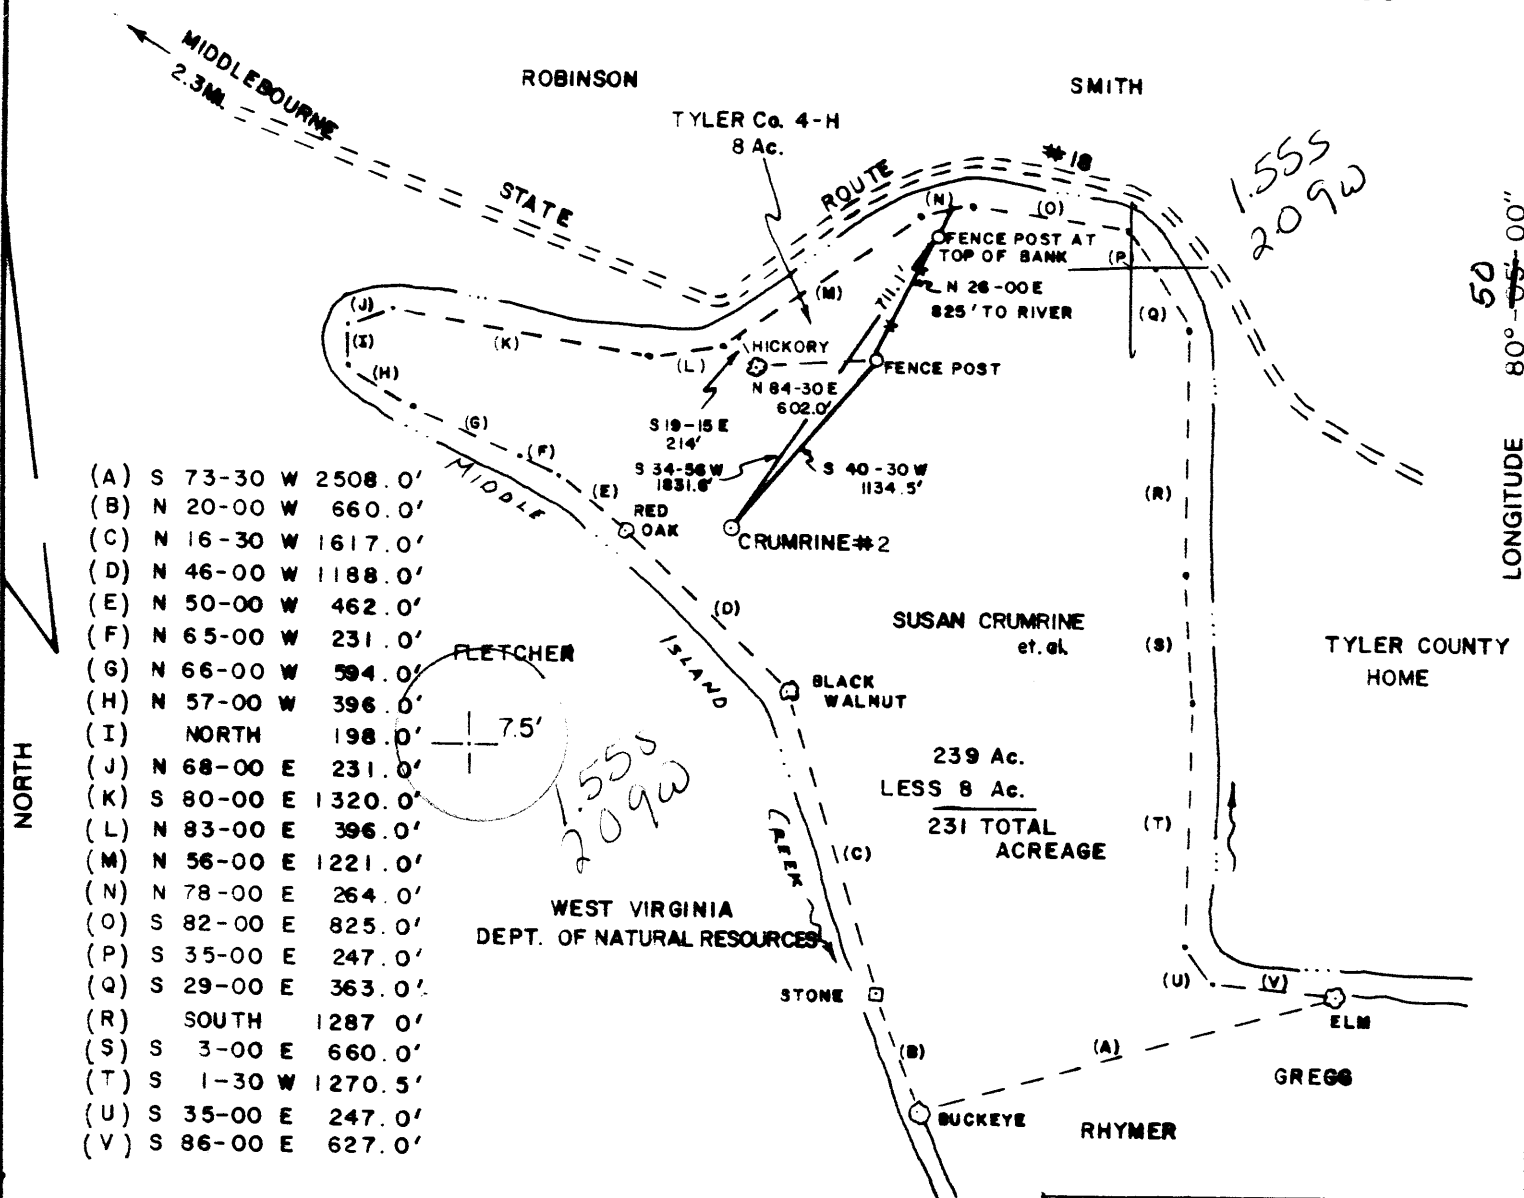 MIDDLEBOURNE
2.3 MI.
ROBINSON
SMITH
TYLER Co. 4-H
8 Ac.
STATE
ROUTE
#18
1.55S
2.09W
(N)
(O)
FENCE POST AT
TOP OF BANK
(P)
N 26-00 E
825' TO RIVER
711.1'
(M)
(Q)
(J)
(I)
(K)
(H)
(L)
HICKORY
FENCE POST
N 84-30 E
602.0'
S 19-15 E
214'
(G)
(F)
S 34-56 W
1831.6'
S 40-30 W
1134.5'
(E)
RED
OAK
CRUMRINE #2
(R)
MIDDLE
ISLAND
CREEK
(D)
SUSAN CRUMRINE
et. al.
(S)
TYLER COUNTY
HOME
FLETCHER
BLACK
WALNUT
7.5'
1.55S
2.09W
239 Ac.
LESS 8 Ac.
231 TOTAL
ACREAGE
(T)
(C)
WEST VIRGINIA
DEPT. OF NATURAL RESOURCES
STONE
(U)
(V)
ELM
(B)
(A)
GREGG
BUCKEYE
RHYMER
(A) S 73-30 W 2508.0'
(B) N 20-00 W 660.0'
(C) N 16-30 W 1617.0'
(D) N 46-00 W 1188.0'
(E) N 50-00 W 462.0'
(F) N 65-00 W 231.0'
(G) N 66-00 W 594.0'
(H) N 57-00 W 396.0'
(I) NORTH 198.0'
(J) N 68-00 E 231.0'
(K) S 80-00 E 1320.0'
(L) N 83-00 E 396.0'
(M) N 56-00 E 1221.0'
(N) N 78-00 E 264.0'
(O) S 82-00 E 825.0'
(P) S 35-00 E 247.0'
(Q) S 29-00 E 363.0'
(R) SOUTH 1287 0'
(S) S 3-00 E 660.0'
(T) S 1-30 W 1270.5'
(U) S 35-00 E 247.0'
(V) S 86-00 E 627.0'
NORTH
50
LONGITUDE 80°-05'-00"